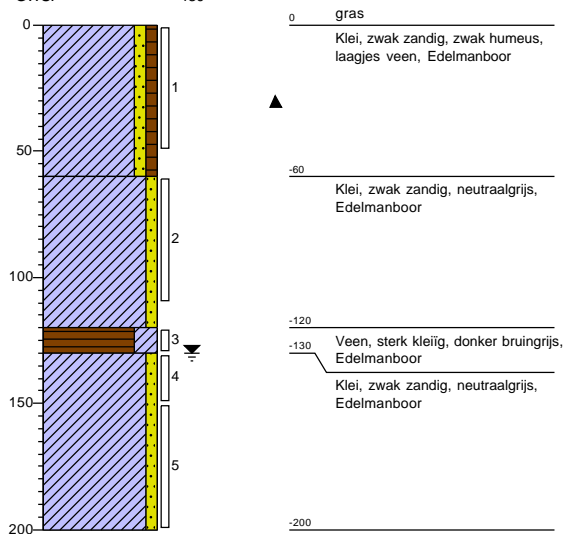 0
50
100
150
200
1
2
3
4
5
0
gras
Klei, zwak zandig, zwak humeus,
laagjes veen, Edelmanboor
-60
Klei, zwak zandig, neutraalgrijs,
Edelmanboor
-120
Veen, sterk kleiïg, donker bruingrijs,
Edelmanboor
-130
Klei, zwak zandig, neutraalgrijs,
Edelmanboor
-200